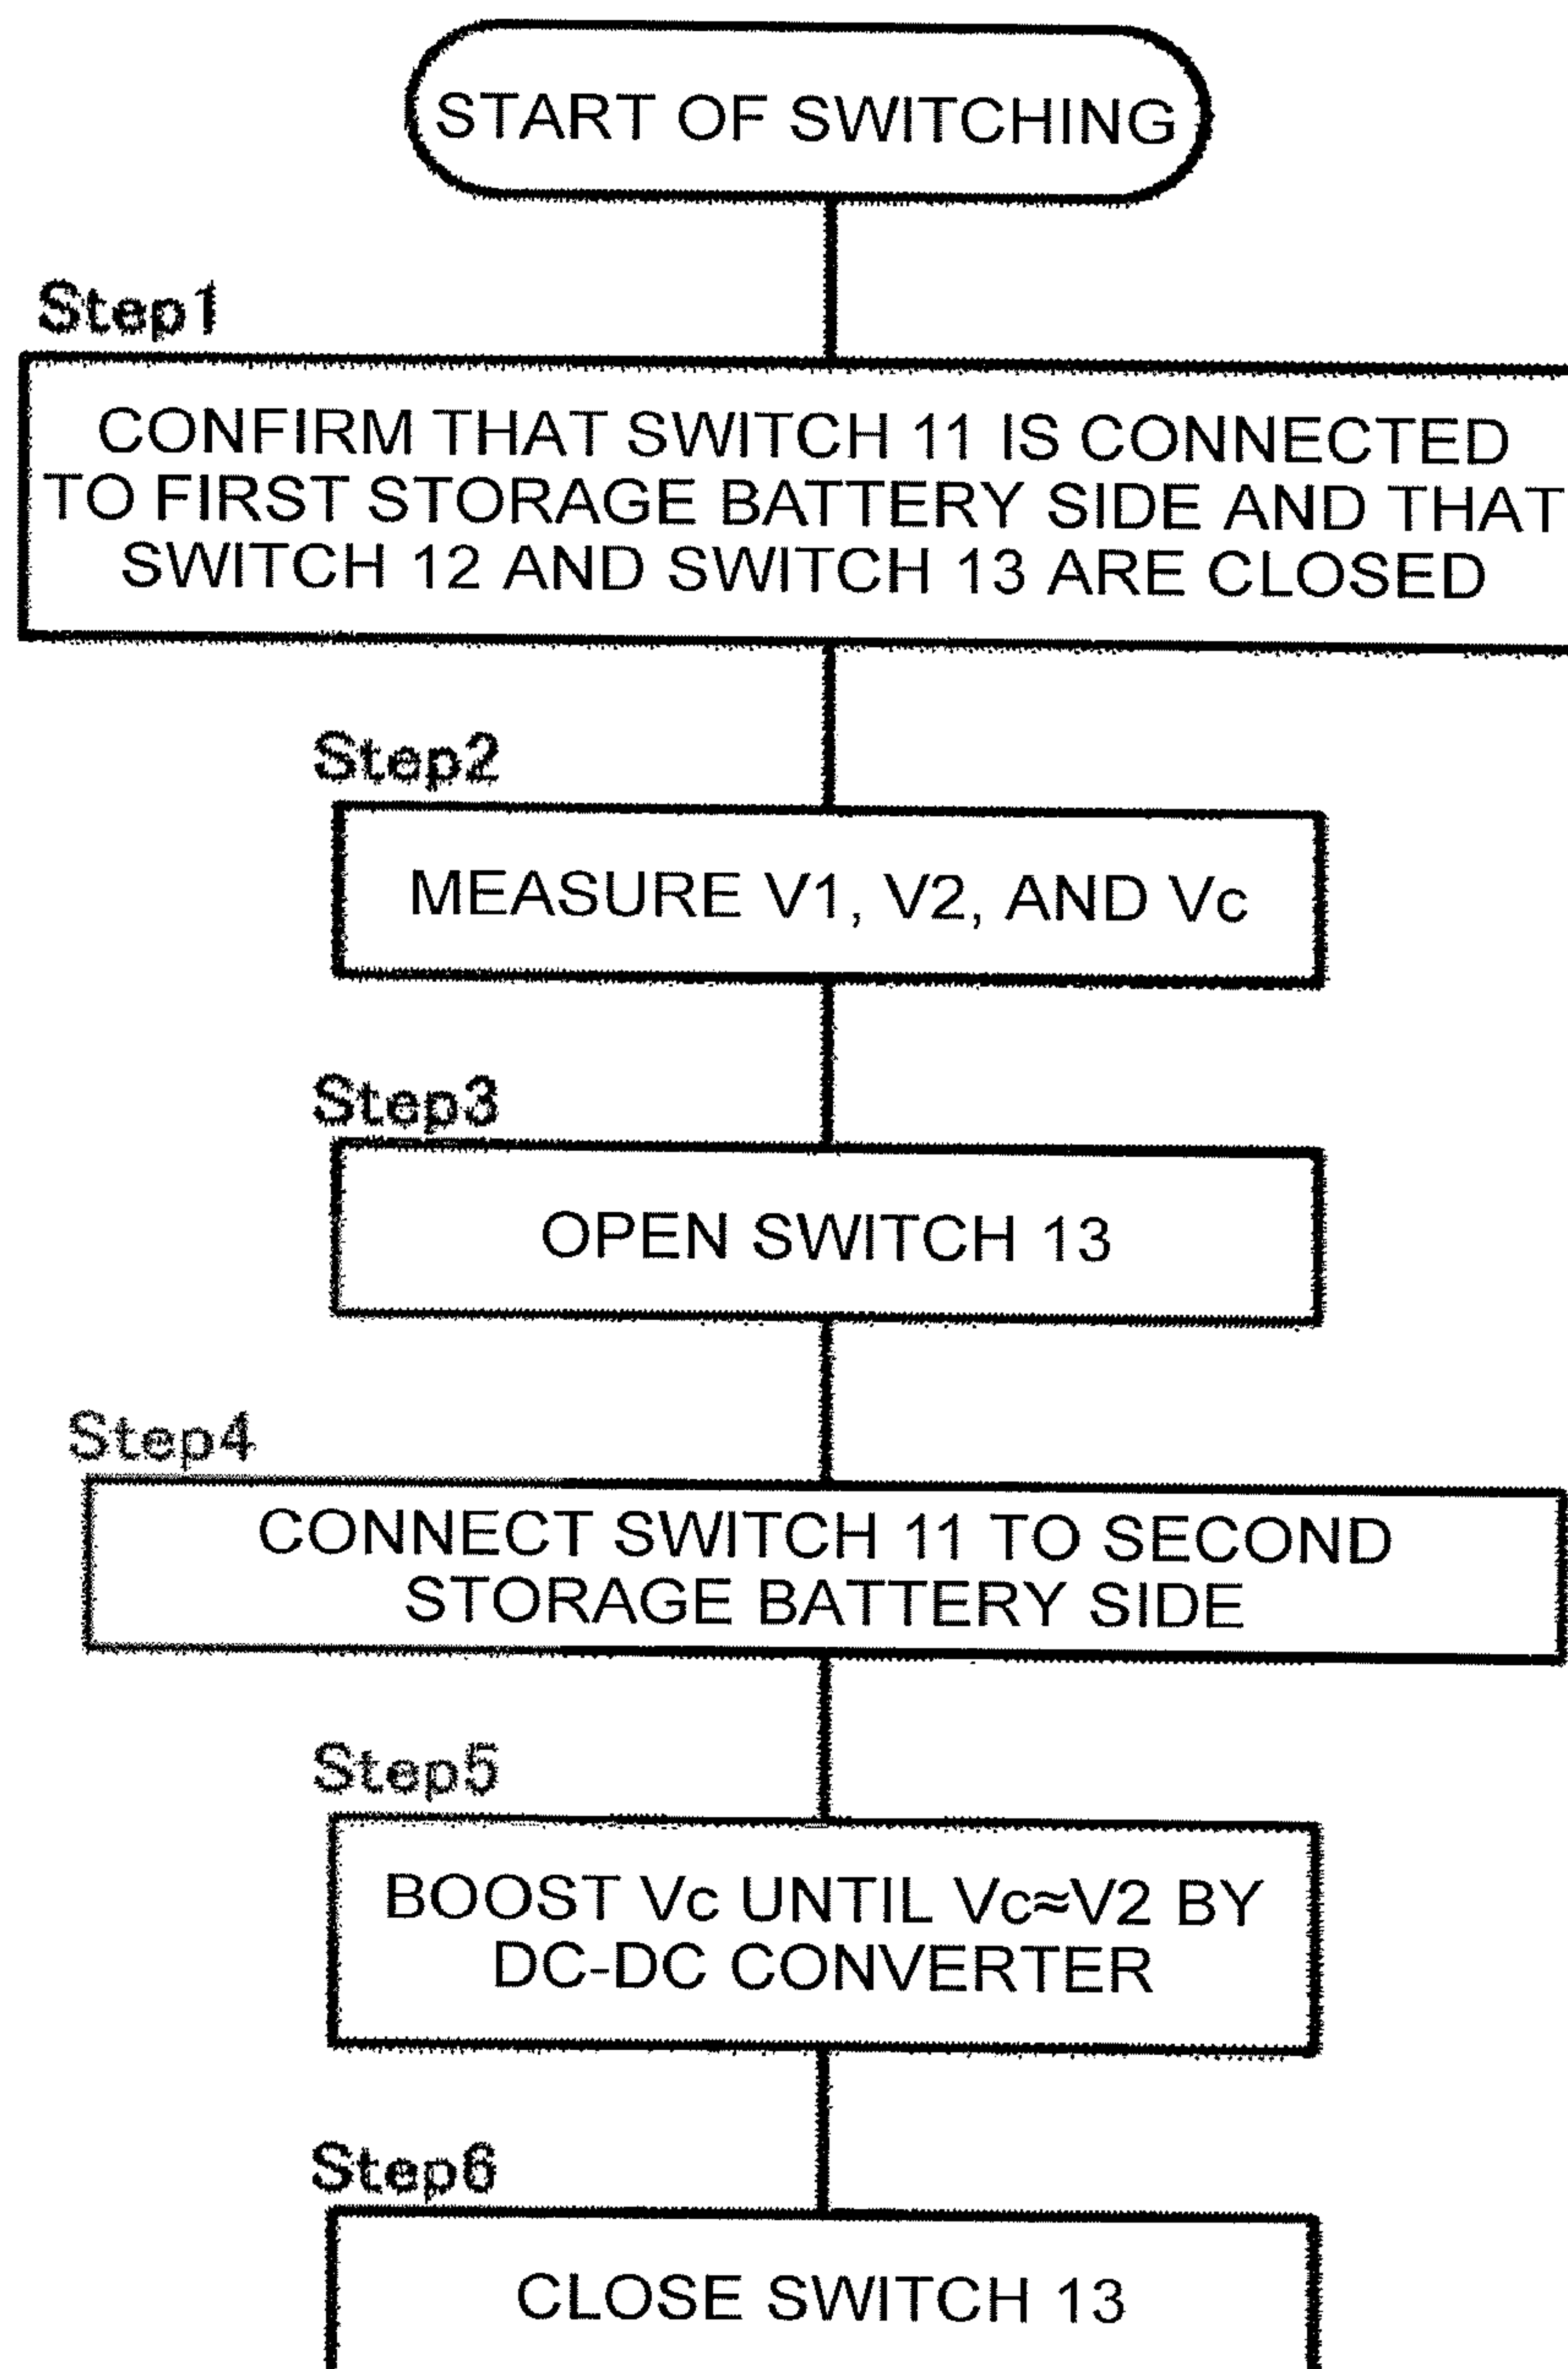 START OF SWITCHING
Step1
CONFIRM THAT SWITCH 11 IS CONNECTED
TO FIRST STORAGE BATTERY SIDE AND THAT
SWITCH 12 AND SWITCH 13 ARE CLOSED
Step2
MEASURE V1, V2, AND Vc
Step3
OPEN SWITCH 13
Step4
CONNECT SWITCH 11 TO SECOND
STORAGE BATTERY SIDE
Step5
BOOST Vc UNTIL Vc≈V2 BY
DC-DC CONVERTER
Step6
CLOSE SWITCH 13